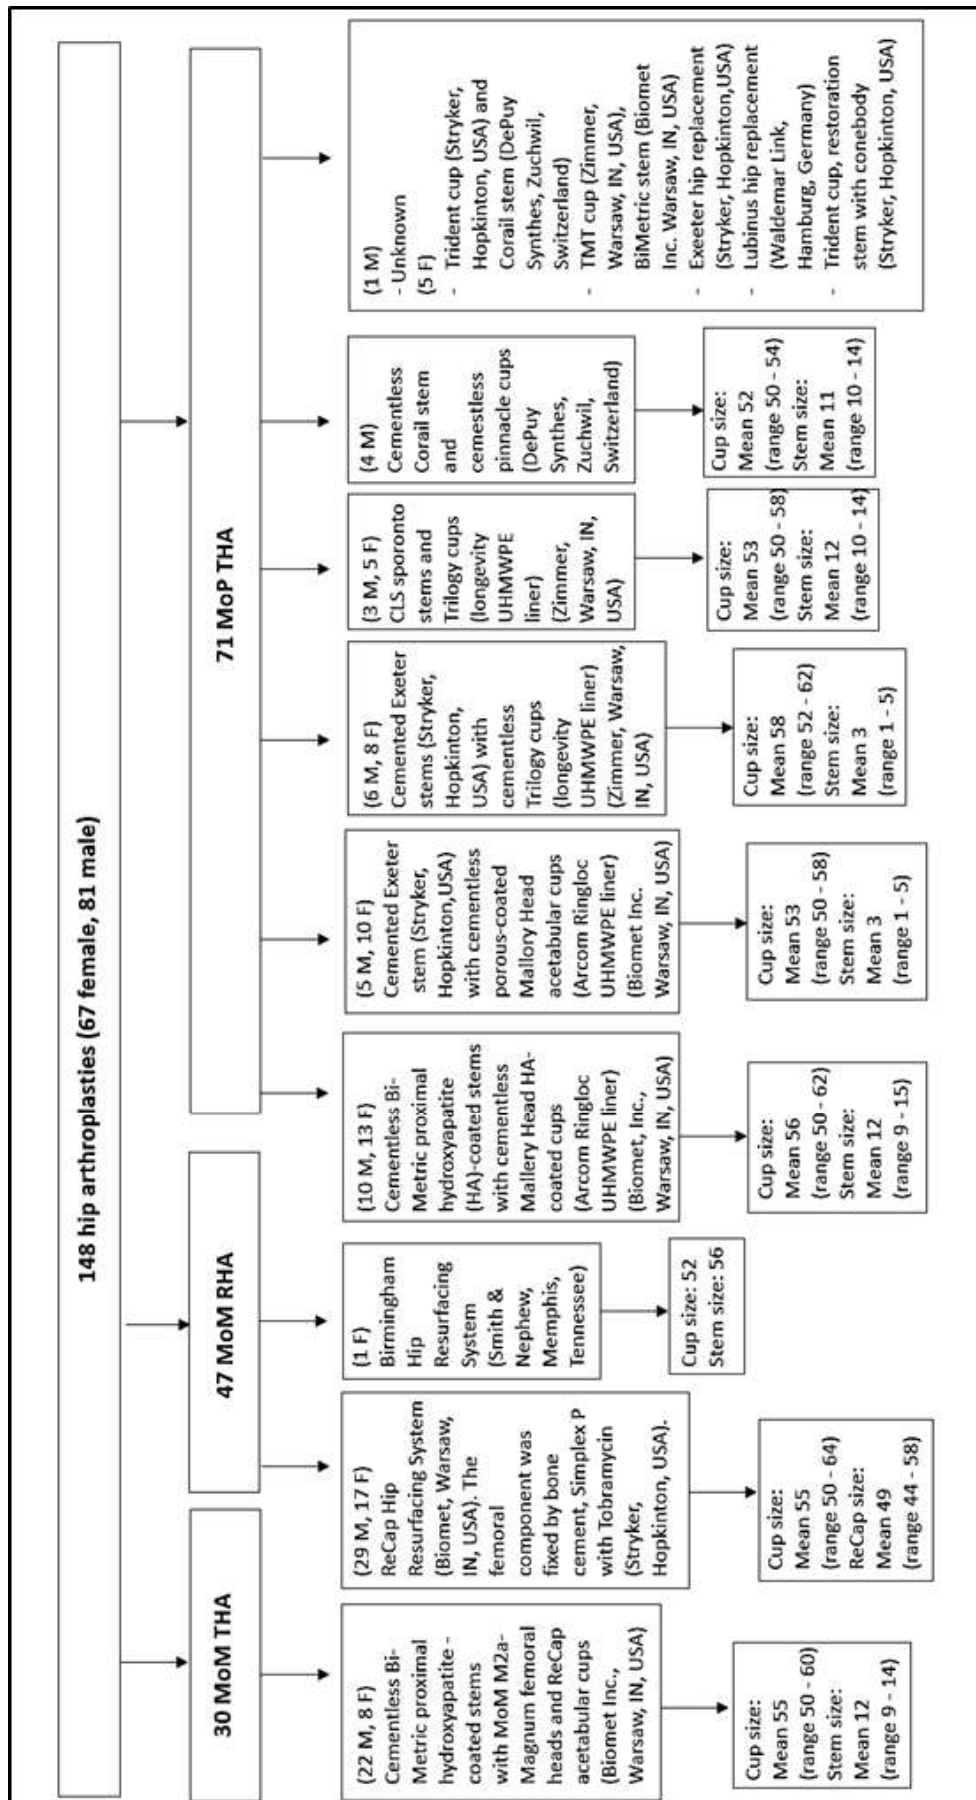 148 hip arthroplasties (67 female, 81 male)
30 MoM THA
47 MoM RHA
71 MoP THA
(22 M, 8 F)
Cementless Bi-
Metric proximal
hydroxyapatite -
coated stems
with MoM M2a-
Magnum femoral
heads and ReCap
acetabular cups
(Biomet Inc.,
Warsaw, IN, USA)
Cup size:
Mean 55
(range 50 - 60)
Stem size:
Mean 12
(range 9 - 14)
(29 M, 17 F)
ReCap Hip
Resurfacing System
(Biomet, Warsaw,
IN, USA). The
femoral
component was
fixed by bone
cement, Simplex P
with Tobramycin
(Stryker,
Hopkinton, USA).
Cup size:
Mean 55
(range 50 - 64)
ReCap size:
Mean 49
(range 44 - 58)
(1 F)
Birmingham
Hip
Resurfacing
System
(Smith &
Nephew,
Memphis,
Tennessee)
Cup size: 52
Stem size: 56
(10 M, 13 F)
Cementless Bi-
Metric proximal
hydroxyapatite
(HA)-coated stems
with cementless
Mallery Head HA-
coated cups
(Arcom Ringloc
UHMWPE liner)
(Biomet, Inc.,
Warsaw, IN, USA)
Cup size:
Mean 56
(range 50 - 62)
Stem size:
Mean 12
(range 9 - 15)
(5 M, 10 F)
Cemented Exeter
stem (Stryker,
Hopkinton,USA)
with cementless
porous-coated
Mallory Head
acetabular cups
(Arcom Ringloc
UHMWPE liner)
(Biomet Inc.
Warsaw, IN, USA)
Cup size:
Mean 53
(range 50 - 58)
Stem size:
Mean 3
(range 1 - 5)
(6 M, 8 F)
Cemented Exeter
stems (Stryker,
Hopkinton,
USA) with
cementless
Trilogy cups
(longevity
UHMWPE liner)
(Zimmer, Warsaw,
IN, USA)
Cup size:
Mean 58
(range 52 - 62)
Stem size:
Mean 3
(range 1 - 5)
(3 M, 5 F)
CLS sporonto
stems and
Trilogy cups
(longevity
UHMWPE
liner)
(Zimmer,
Warsaw, IN,
USA)
Cup size:
Mean 53
(range 50 - 58)
Stem size:
Mean 12
(range 10 - 14)
(4 M)
Cementless
Corail stem
and
cemestless
pinnacle cups
(DePuy
Synthes,
Zuchwil,
Switzerland)
Cup size:
Mean 52
(range 50 - 54)
Stem size:
Mean 11
(range 10 - 14)
(1 M)
- Unknown
(5 F)
- Trident cup (Stryker,
Hopkinton, USA) and
Corail stem (DePuy
Synthes, Zuchwil,
Switzerland)
- TMT cup (Zimmer,
Warsaw, IN, USA),
BiMetric stem (Biomet
Inc. Warsaw, IN, USA)
- Exeeter hip replacement
(Stryker, Hopkinton,USA)
- Lubinus hip replacement
(Waldemar Link,
Hamburg, Germany)
- Trident cup, restoration
stem with conebody
(Stryker, Hopkinton, USA)